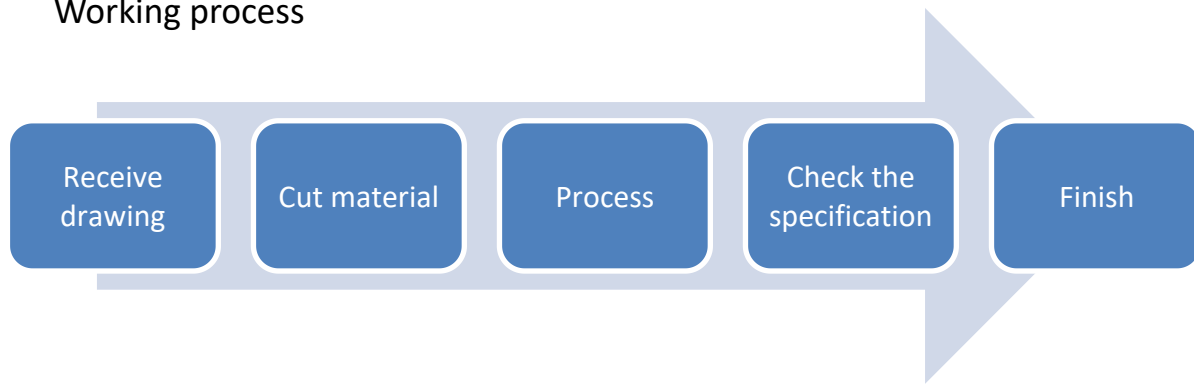 Working process
Receive
drawing
Cut material
Process
Check the
specification
Finish